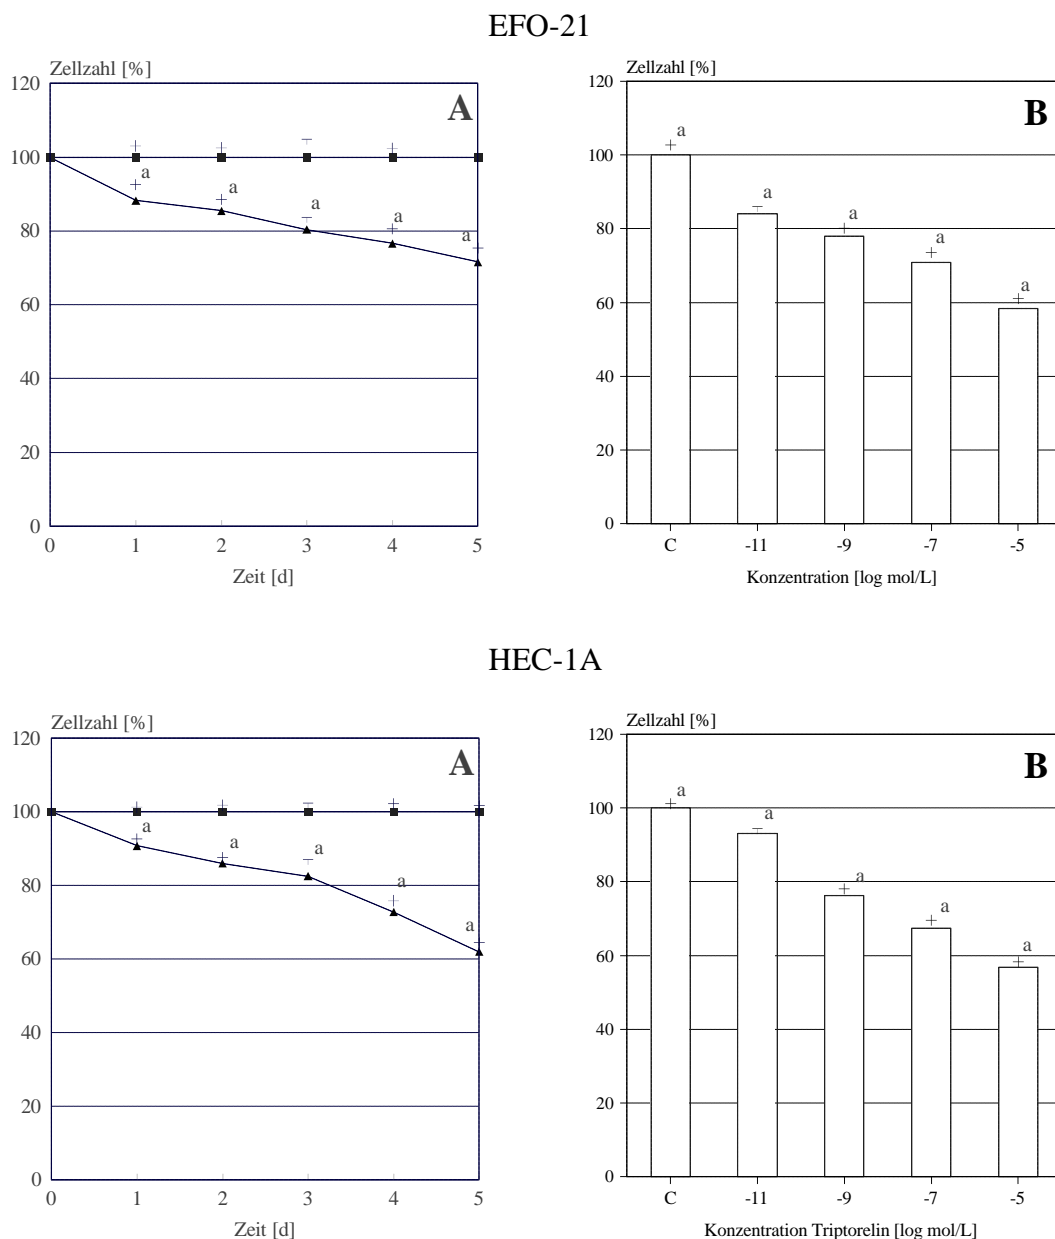 EFO-21
Zellzahl [%]
A
120
100
80
60
40
20
0
a
a
a
a
a
0 1 2 3 4 5
Zeit [d]
Zellzahl [%]
B
120
100
80
60
40
20
0
a
a
a
a
a
C -11 -9 -7 -5
Konzentration [log mol/L]
HEC-1A
Zellzahl [%]
A
120
100
80
60
40
20
0
a
a
a
a
a
0 1 2 3 4 5
Zeit [d]
Zellzahl [%]
B
120
100
80
60
40
20
0
a
a
a
a
a
C -11 -9 -7 -5
Konzentration Triptorelin [log mol/L]